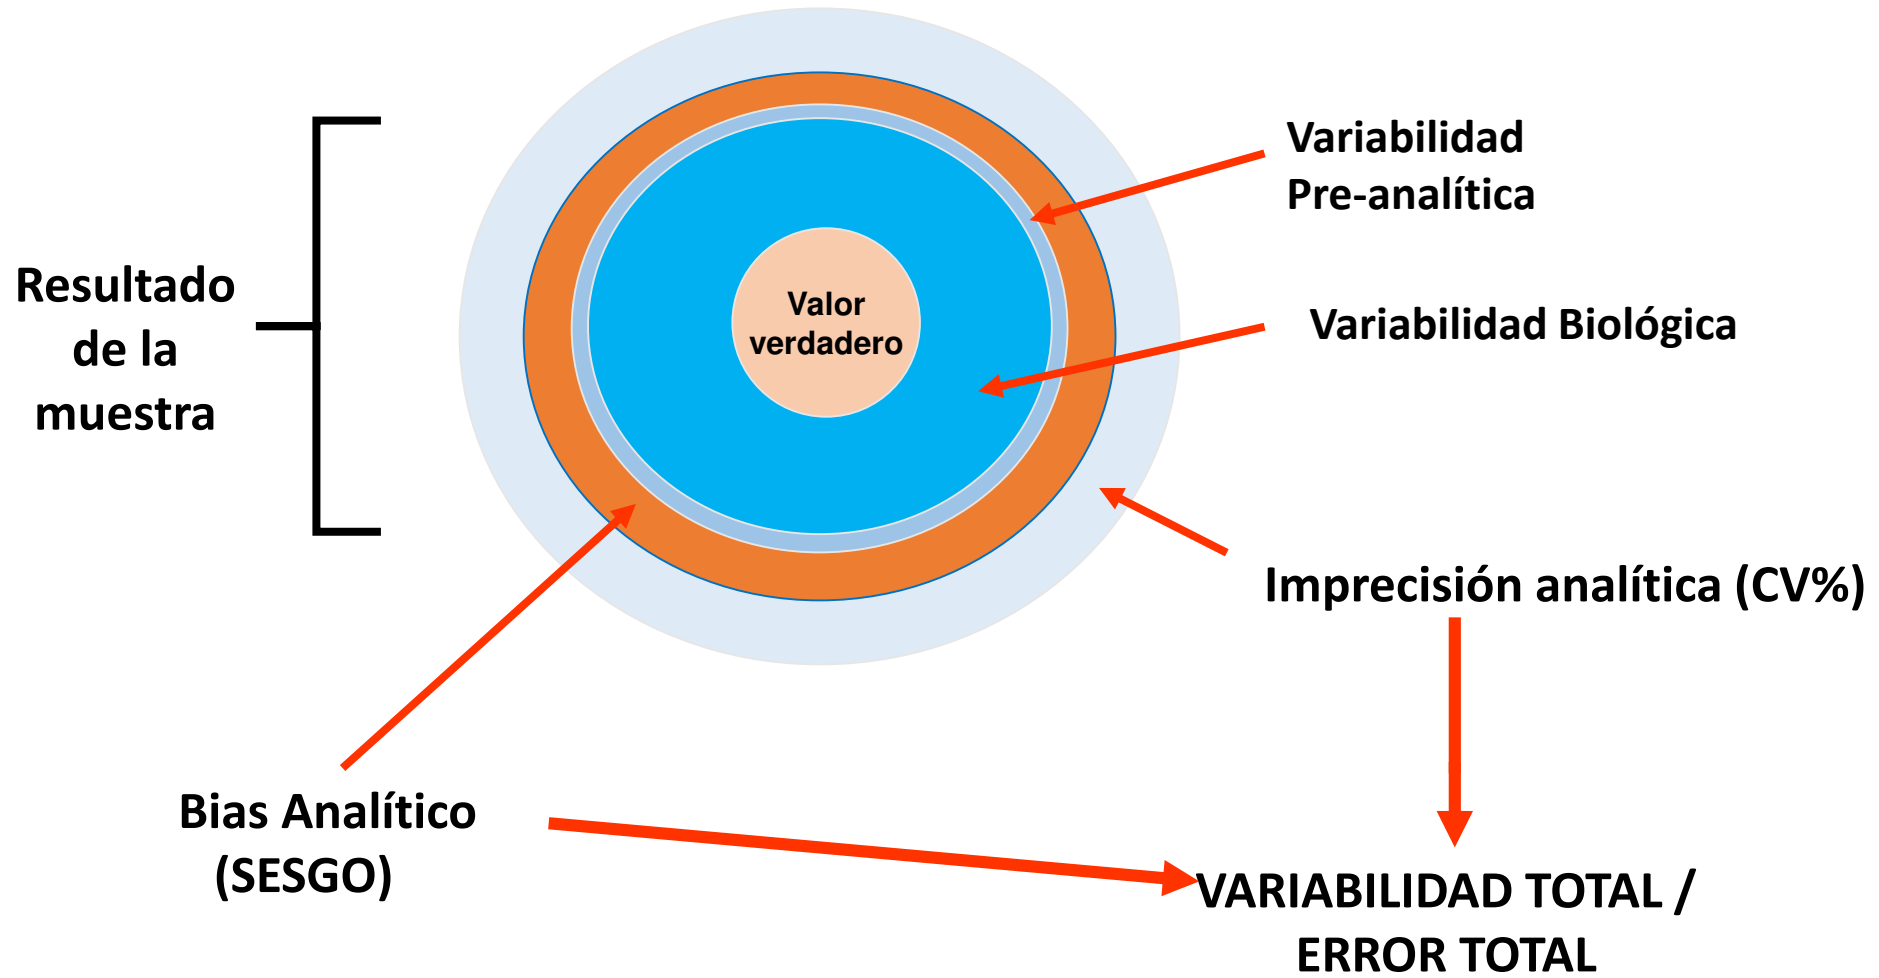 Variabilidad
Pre-analítica
Resultado
de la
muestra
Valor
verdadero
Variabilidad Biológica
Imprecisión analítica (CV%)
Bias Analítico
(SESGO)
VARIABILIDAD TOTAL /
ERROR TOTAL